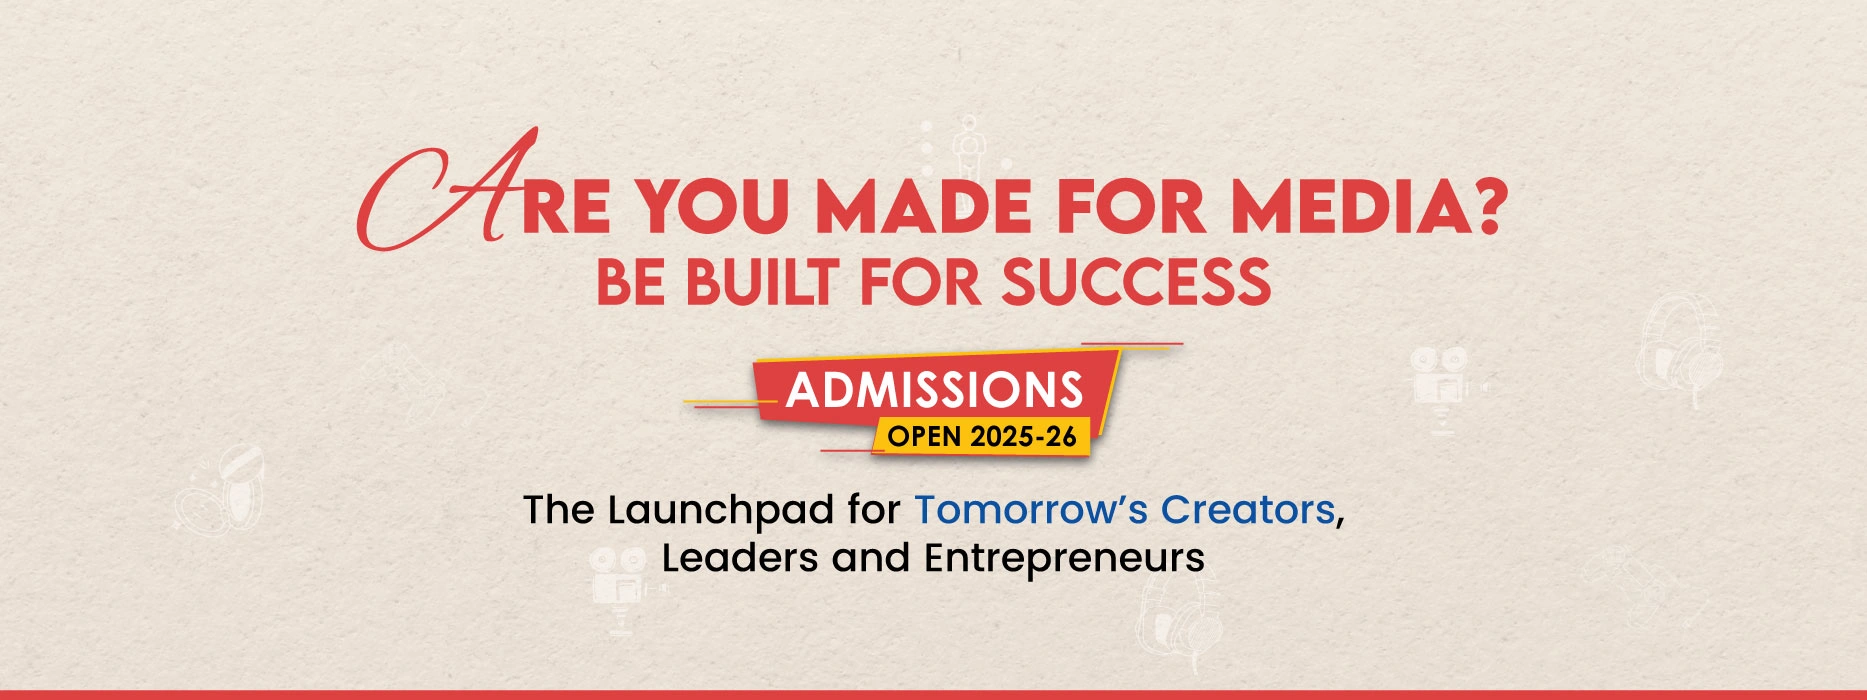 ARE YOU MADE FOR MEDIA?
BE BUILT FOR SUCCESS
ADMISSIONS
OPEN 2025-26
The Launchpad for Tomorrow’s Creators,
Leaders and Entrepreneurs